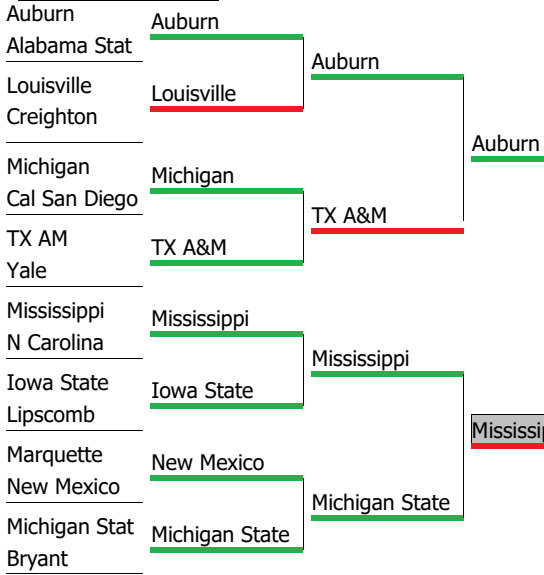 Auburn
Alabama Stat
Louisville
Creighton
Michigan
Cal San Diego
TX AM
Yale
Mississippi
N Carolina
Iowa State
Lipscomb
Marquette
New Mexico
Michigan Stat
Bryant
Auburn
Louisville
Michigan
TX A&M
Mississippi
Iowa State
New Mexico
Michigan State
Auburn
TX A&M
Mississippi
Michigan State
Auburn